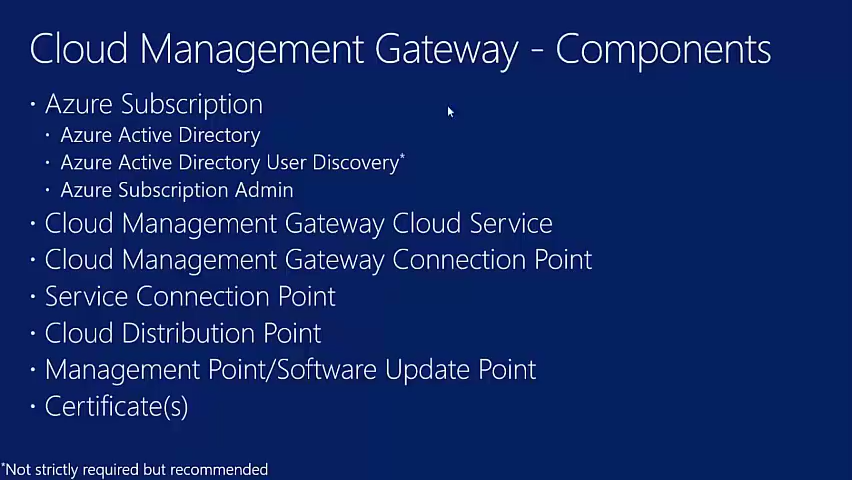 Cloud Management Gateway - Components
· Azure Subscription
· Azure Active Directory
· Azure Active Directory User Discovery*
· Azure Subscription Admin
· Cloud Management Gateway Cloud Service
· Cloud Management Gateway Connection Point
· Service Connection Point
· Cloud Distribution Point
· Management Point/Software Update Point
· Certificate(s)
*Not strictly required but recommended